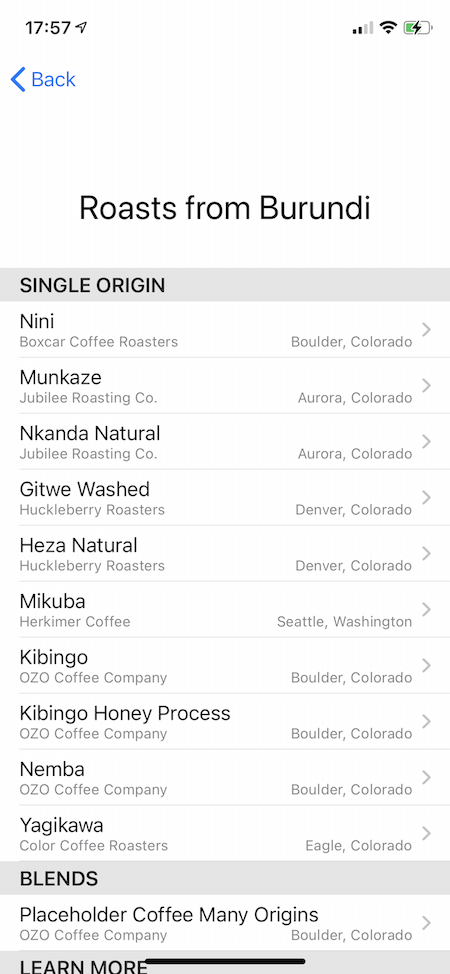 17:57
Back
Roasts from Burundi
SINGLE ORIGIN
Nini
Boxcar Coffee Roasters Boulder, Colorado
Munkaze
Jubilee Roasting Co. Aurora, Colorado
Nkanda Natural
Jubilee Roasting Co. Aurora, Colorado
Gitwe Washed
Huckleberry Roasters Denver, Colorado
Heza Natural
Huckleberry Roasters Denver, Colorado
Mikuba
Herkimer Coffee Seattle, Washington
Kibingo
OZO Coffee Company Boulder, Colorado
Kibingo Honey Process
OZO Coffee Company Boulder, Colorado
Nemba
OZO Coffee Company Boulder, Colorado
Yagikawa
Color Coffee Roasters Eagle, Colorado
BLENDS
Placeholder Coffee Many Origins
OZO Coffee Company Boulder, Colorado
LEARN MORE